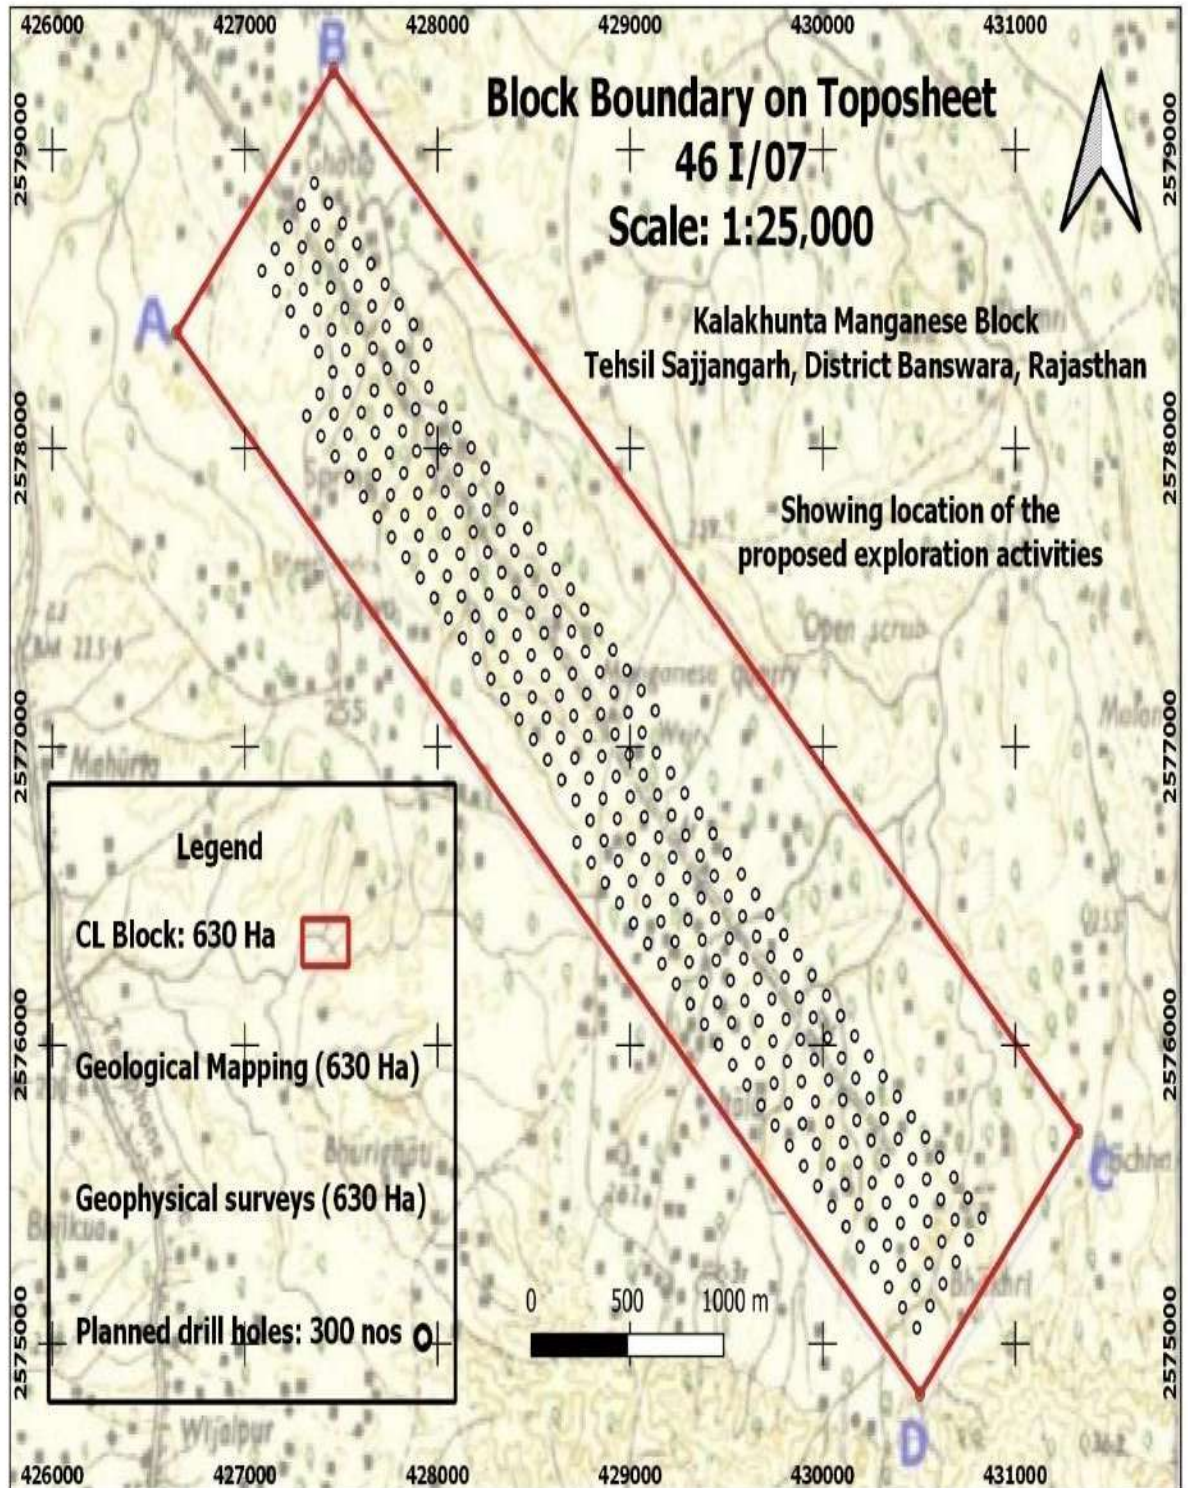 426000 427000 428000 429000 430000 431000
B
Block Boundary on Toposheet
46 I/07
Scale: 1:25,000
2579000
2579000
A
Kalakhunta Manganese Block
Tehsil Sajjangarh, District Banswara, Rajasthan
2578000
2578000
Showing location of the
proposed exploration activities
Open scrub
Manganese quarry
255
2577000
2577000
Mahurra
Legend
CL Block: 630 Ha
2576000
2576000
Geological Mapping (630 Ha)
C
Geophysical surveys (630 Ha)
0 500 1000 m
Planned drill holes: 300 nos
2575000
2575000
Wijalpur
D
426000 427000 428000 429000 430000 431000